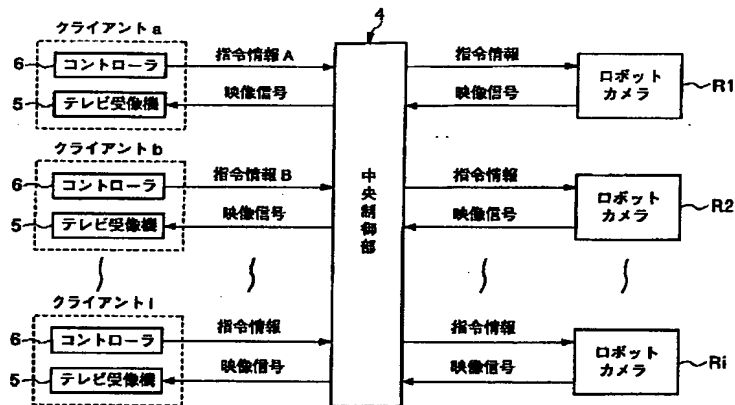 4
クライアントa
6
コントローラ
指令情報 A
指令情報
5
テレビ受像機
映像信号
映像信号
ロボット
カメラ
R1
クライアントb
6
コントローラ
指令情報 B
指令情報
5
テレビ受像機
映像信号
映像信号
ロボット
カメラ
R2
中央制御部
クライアントi
6
コントローラ
指令情報
指令情報
5
テレビ受像機
映像信号
映像信号
ロボット
カメラ
Ri